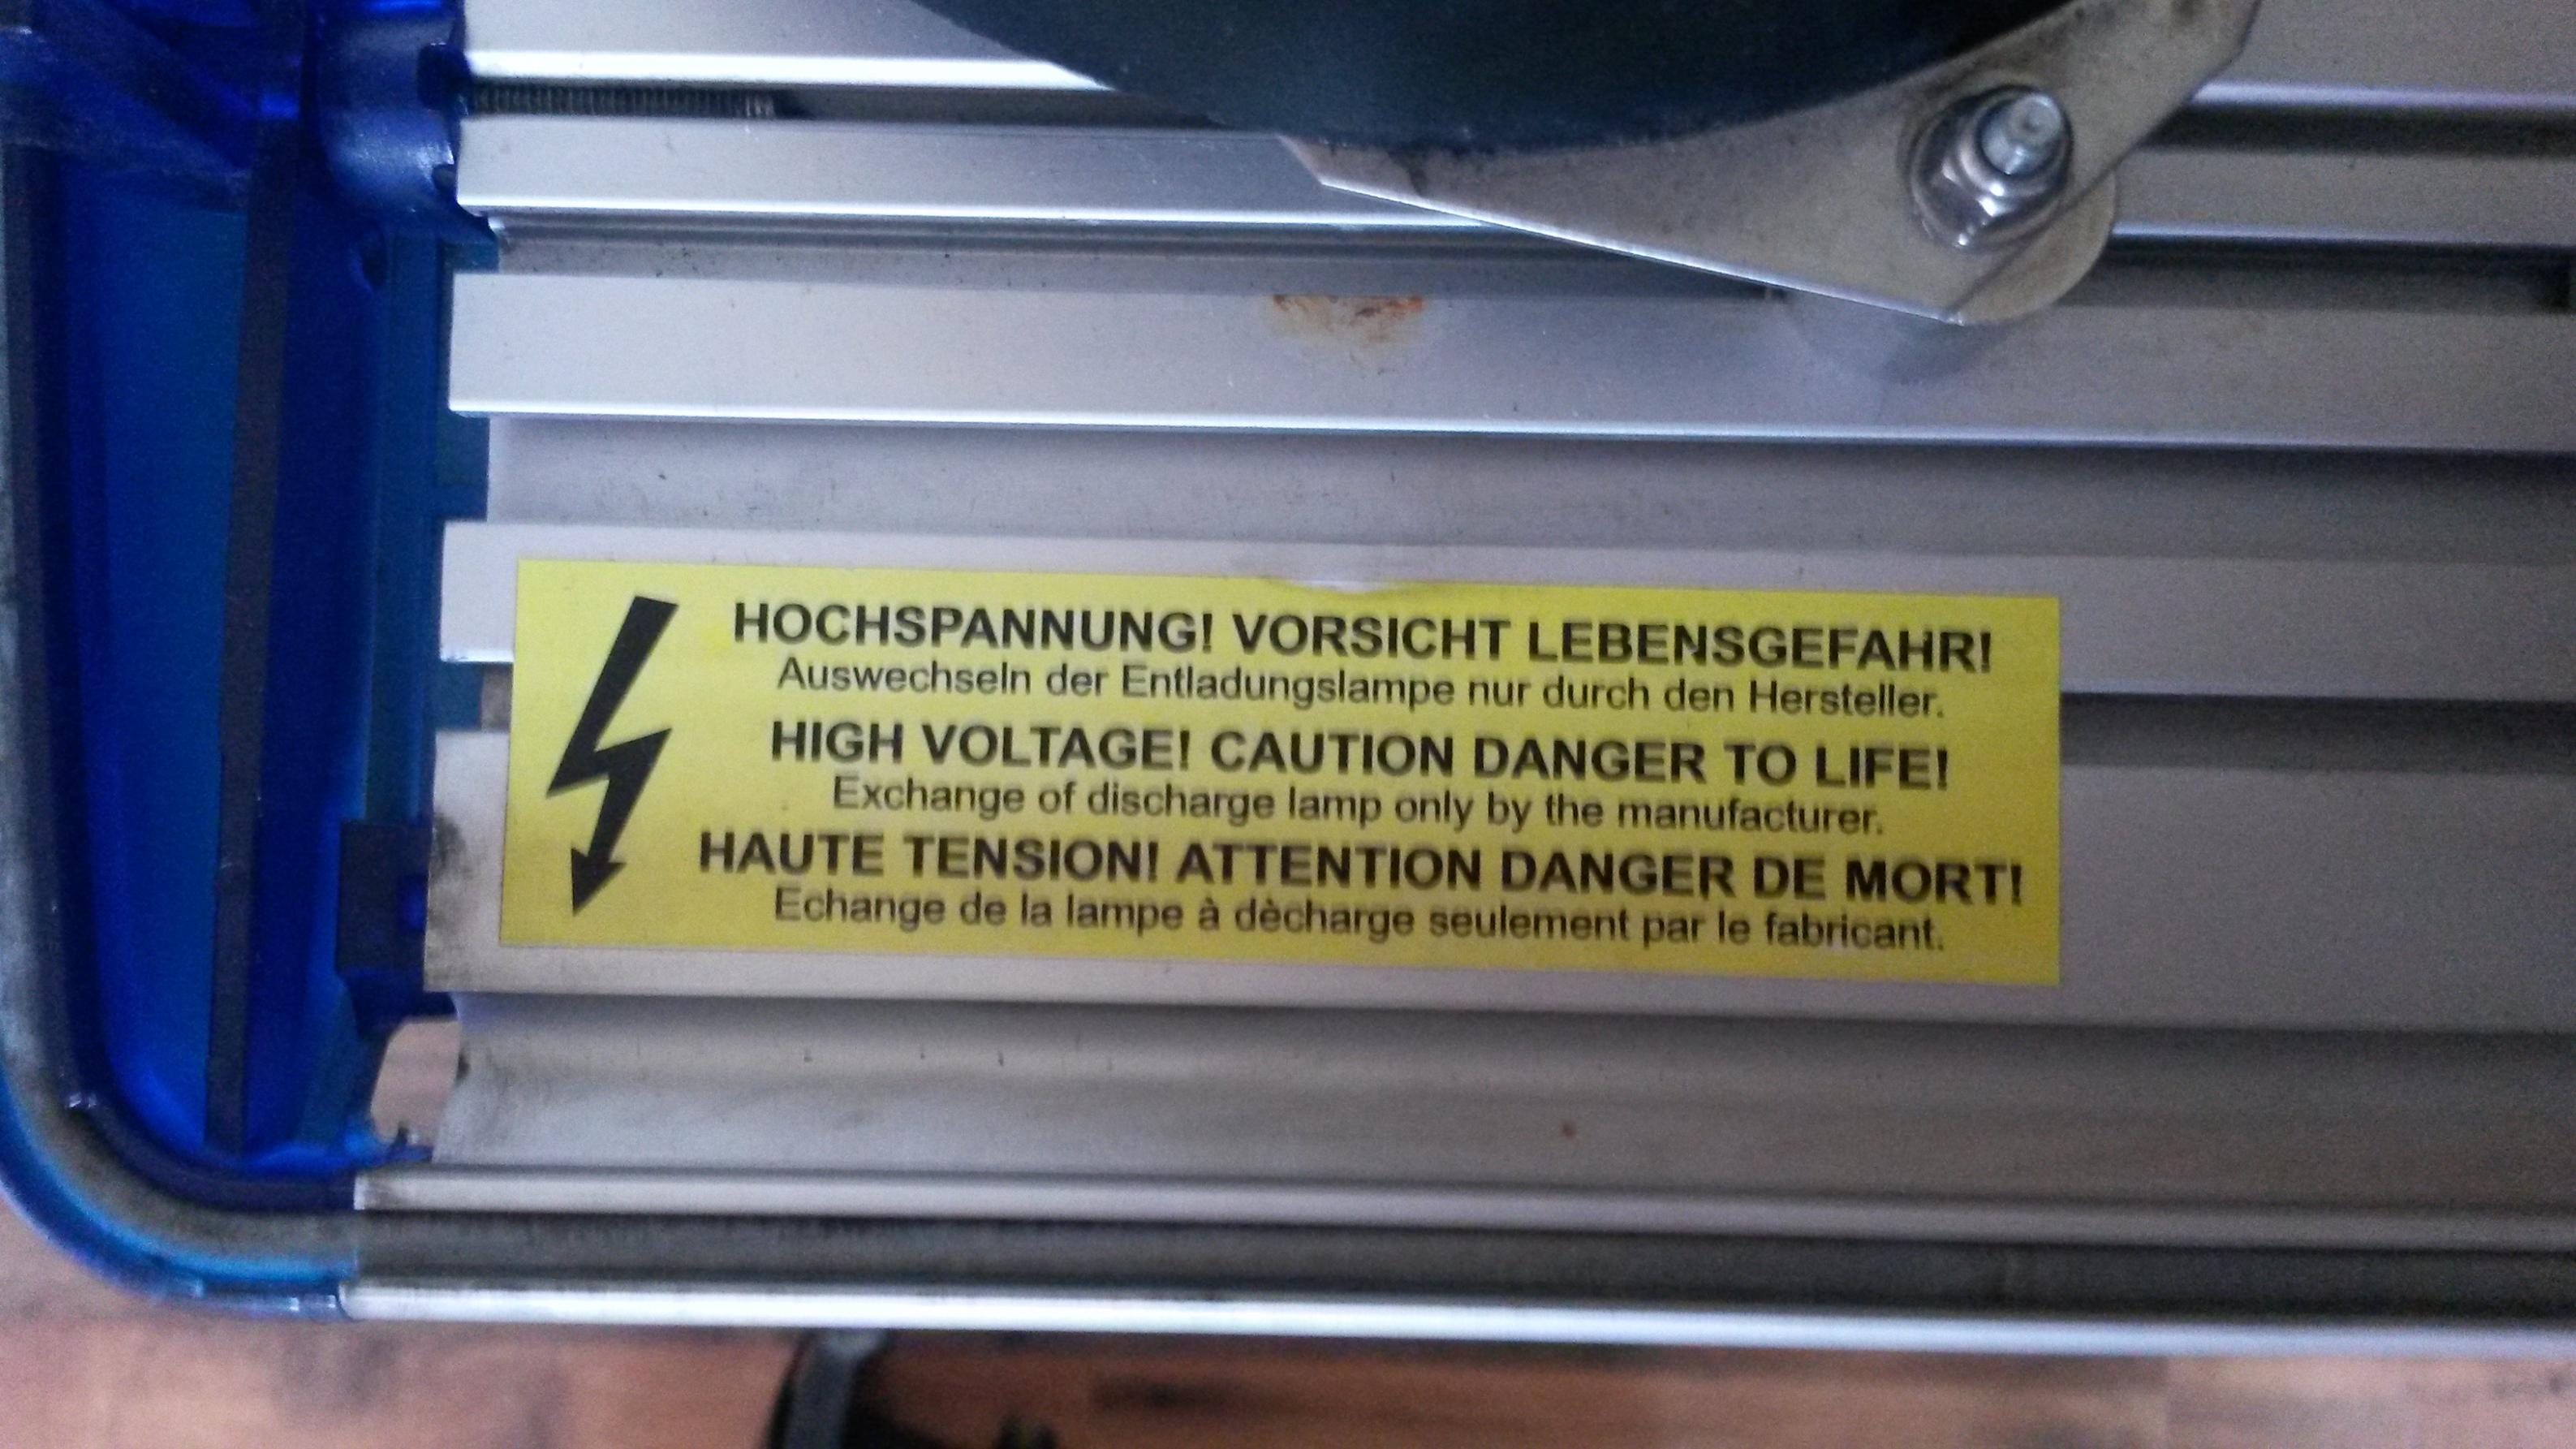 HOCHSPANNUNG! VORSICHT LEBENSGEFAHR!
Auswechseln der Entladungslampe nur durch den Hersteller.
HIGH VOLTAGE! CAUTION DANGER TO LIFE!
Exchange of discharge lamp only by the manufacturer.
HAUTE TENSION! ATTENTION DANGER DE MORT!
Echange de la lampe à dècharge seulement par le fabricant.